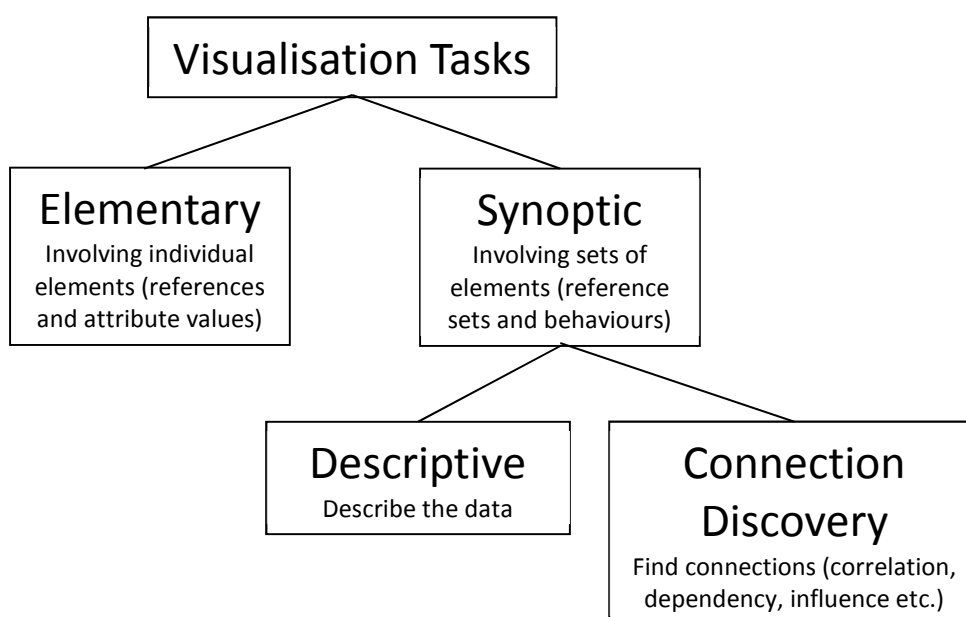 Visualisation Tasks
Elementary
Involving individual
elements (references
and attribute values)
Synoptic
Involving sets of
elements (reference
sets and behaviours)
Descriptive
Describe the data
Connection
Discovery
Find connections (correlation,
dependency, influence etc.)